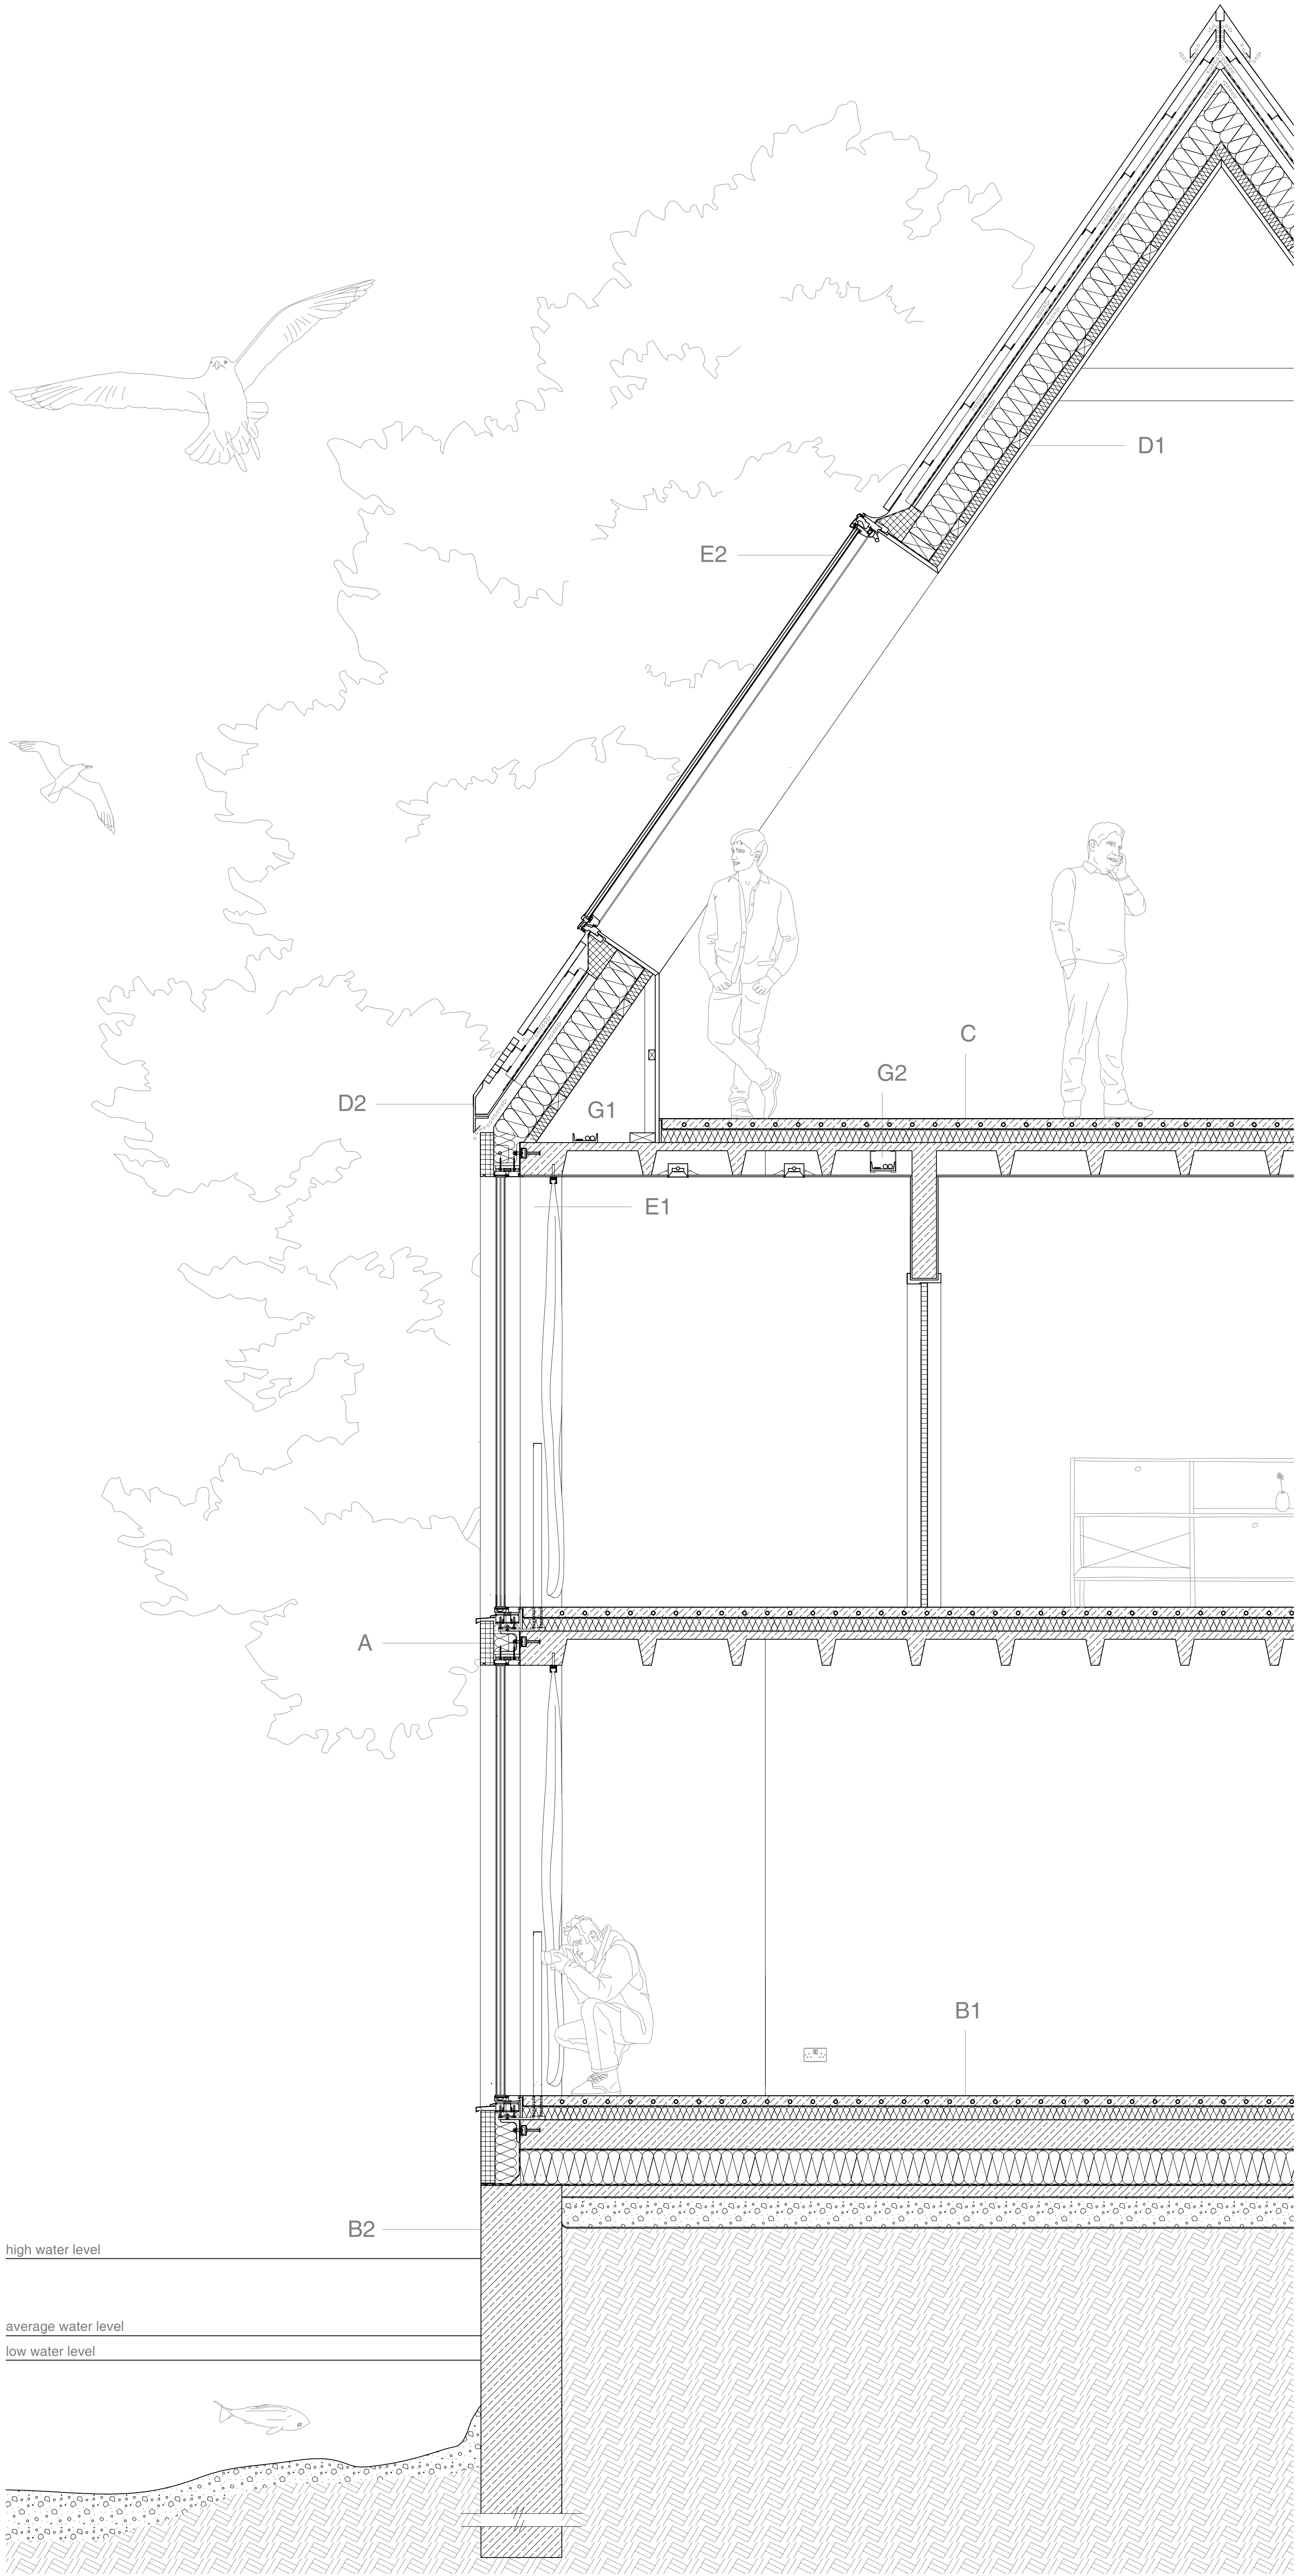 D1
E2
C
G2
D2
G1
E1
A
B1
B2
high water level
average water level
low water level